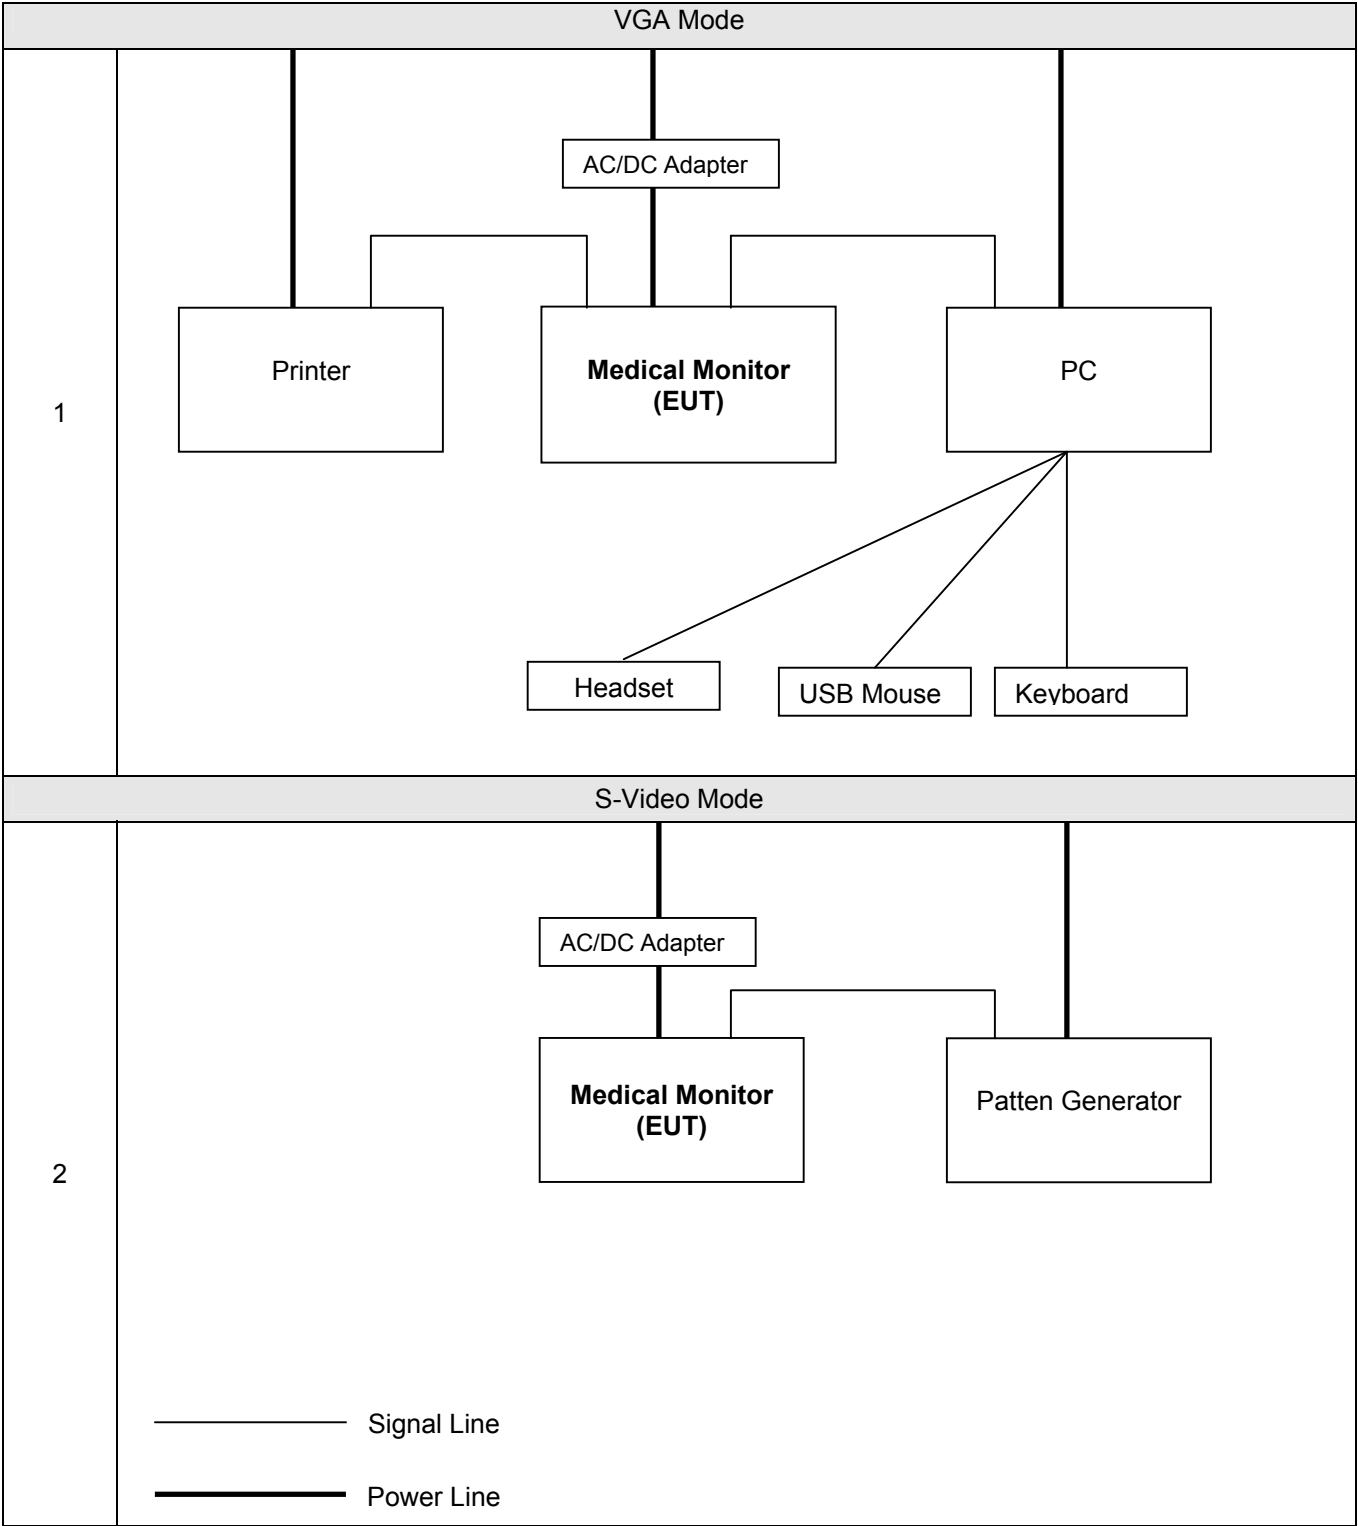 VGA Mode
AC/DC Adapter
Printer
Medical Monitor
(EUT)
PC
1
Headset
USB Mouse
Keyboard
S-Video Mode
AC/DC Adapter
Medical Monitor
(EUT)
Patten Generator
2
Signal Line
Power Line